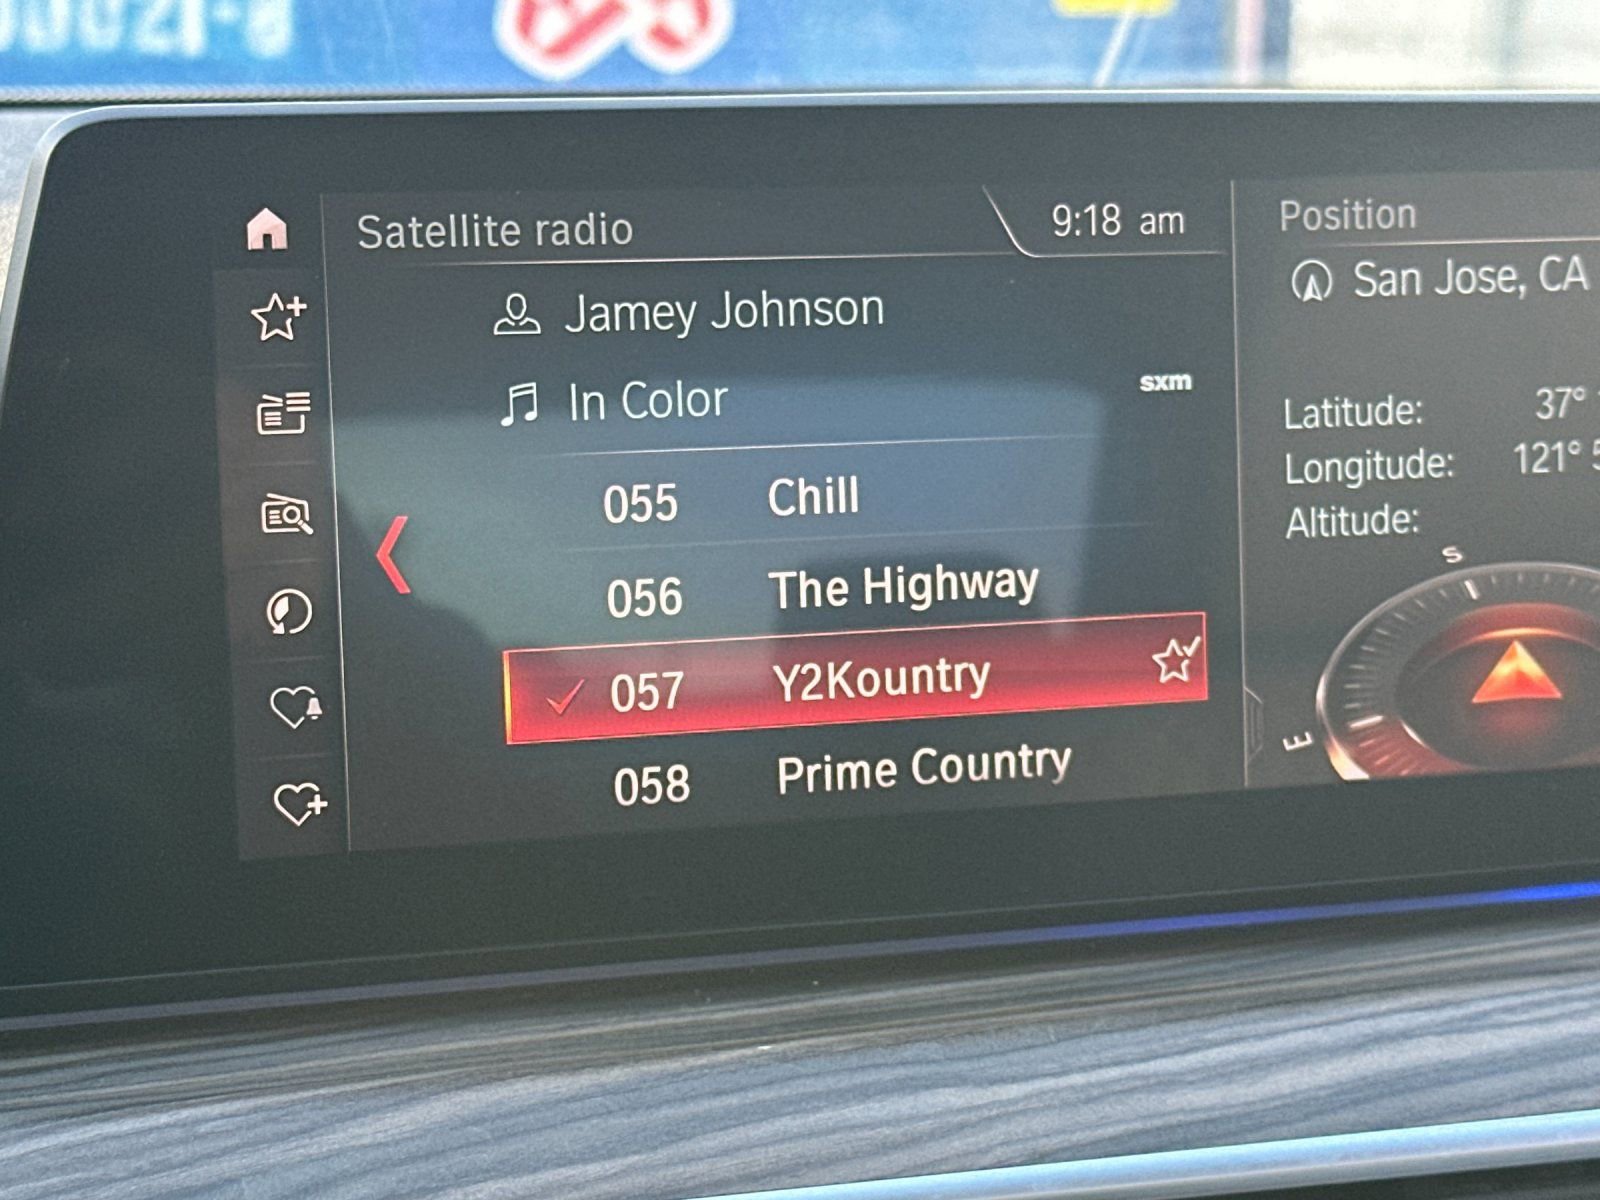 Satellite radio
9:18 am
Jamey Johnson
In Color
sxm
055 Chill
056 The Highway
057 Y2Kountry
058 Prime Country
Position
San Jose, CA
Latitude: 37°
Longitude: 121° 5
Altitude:
S
E